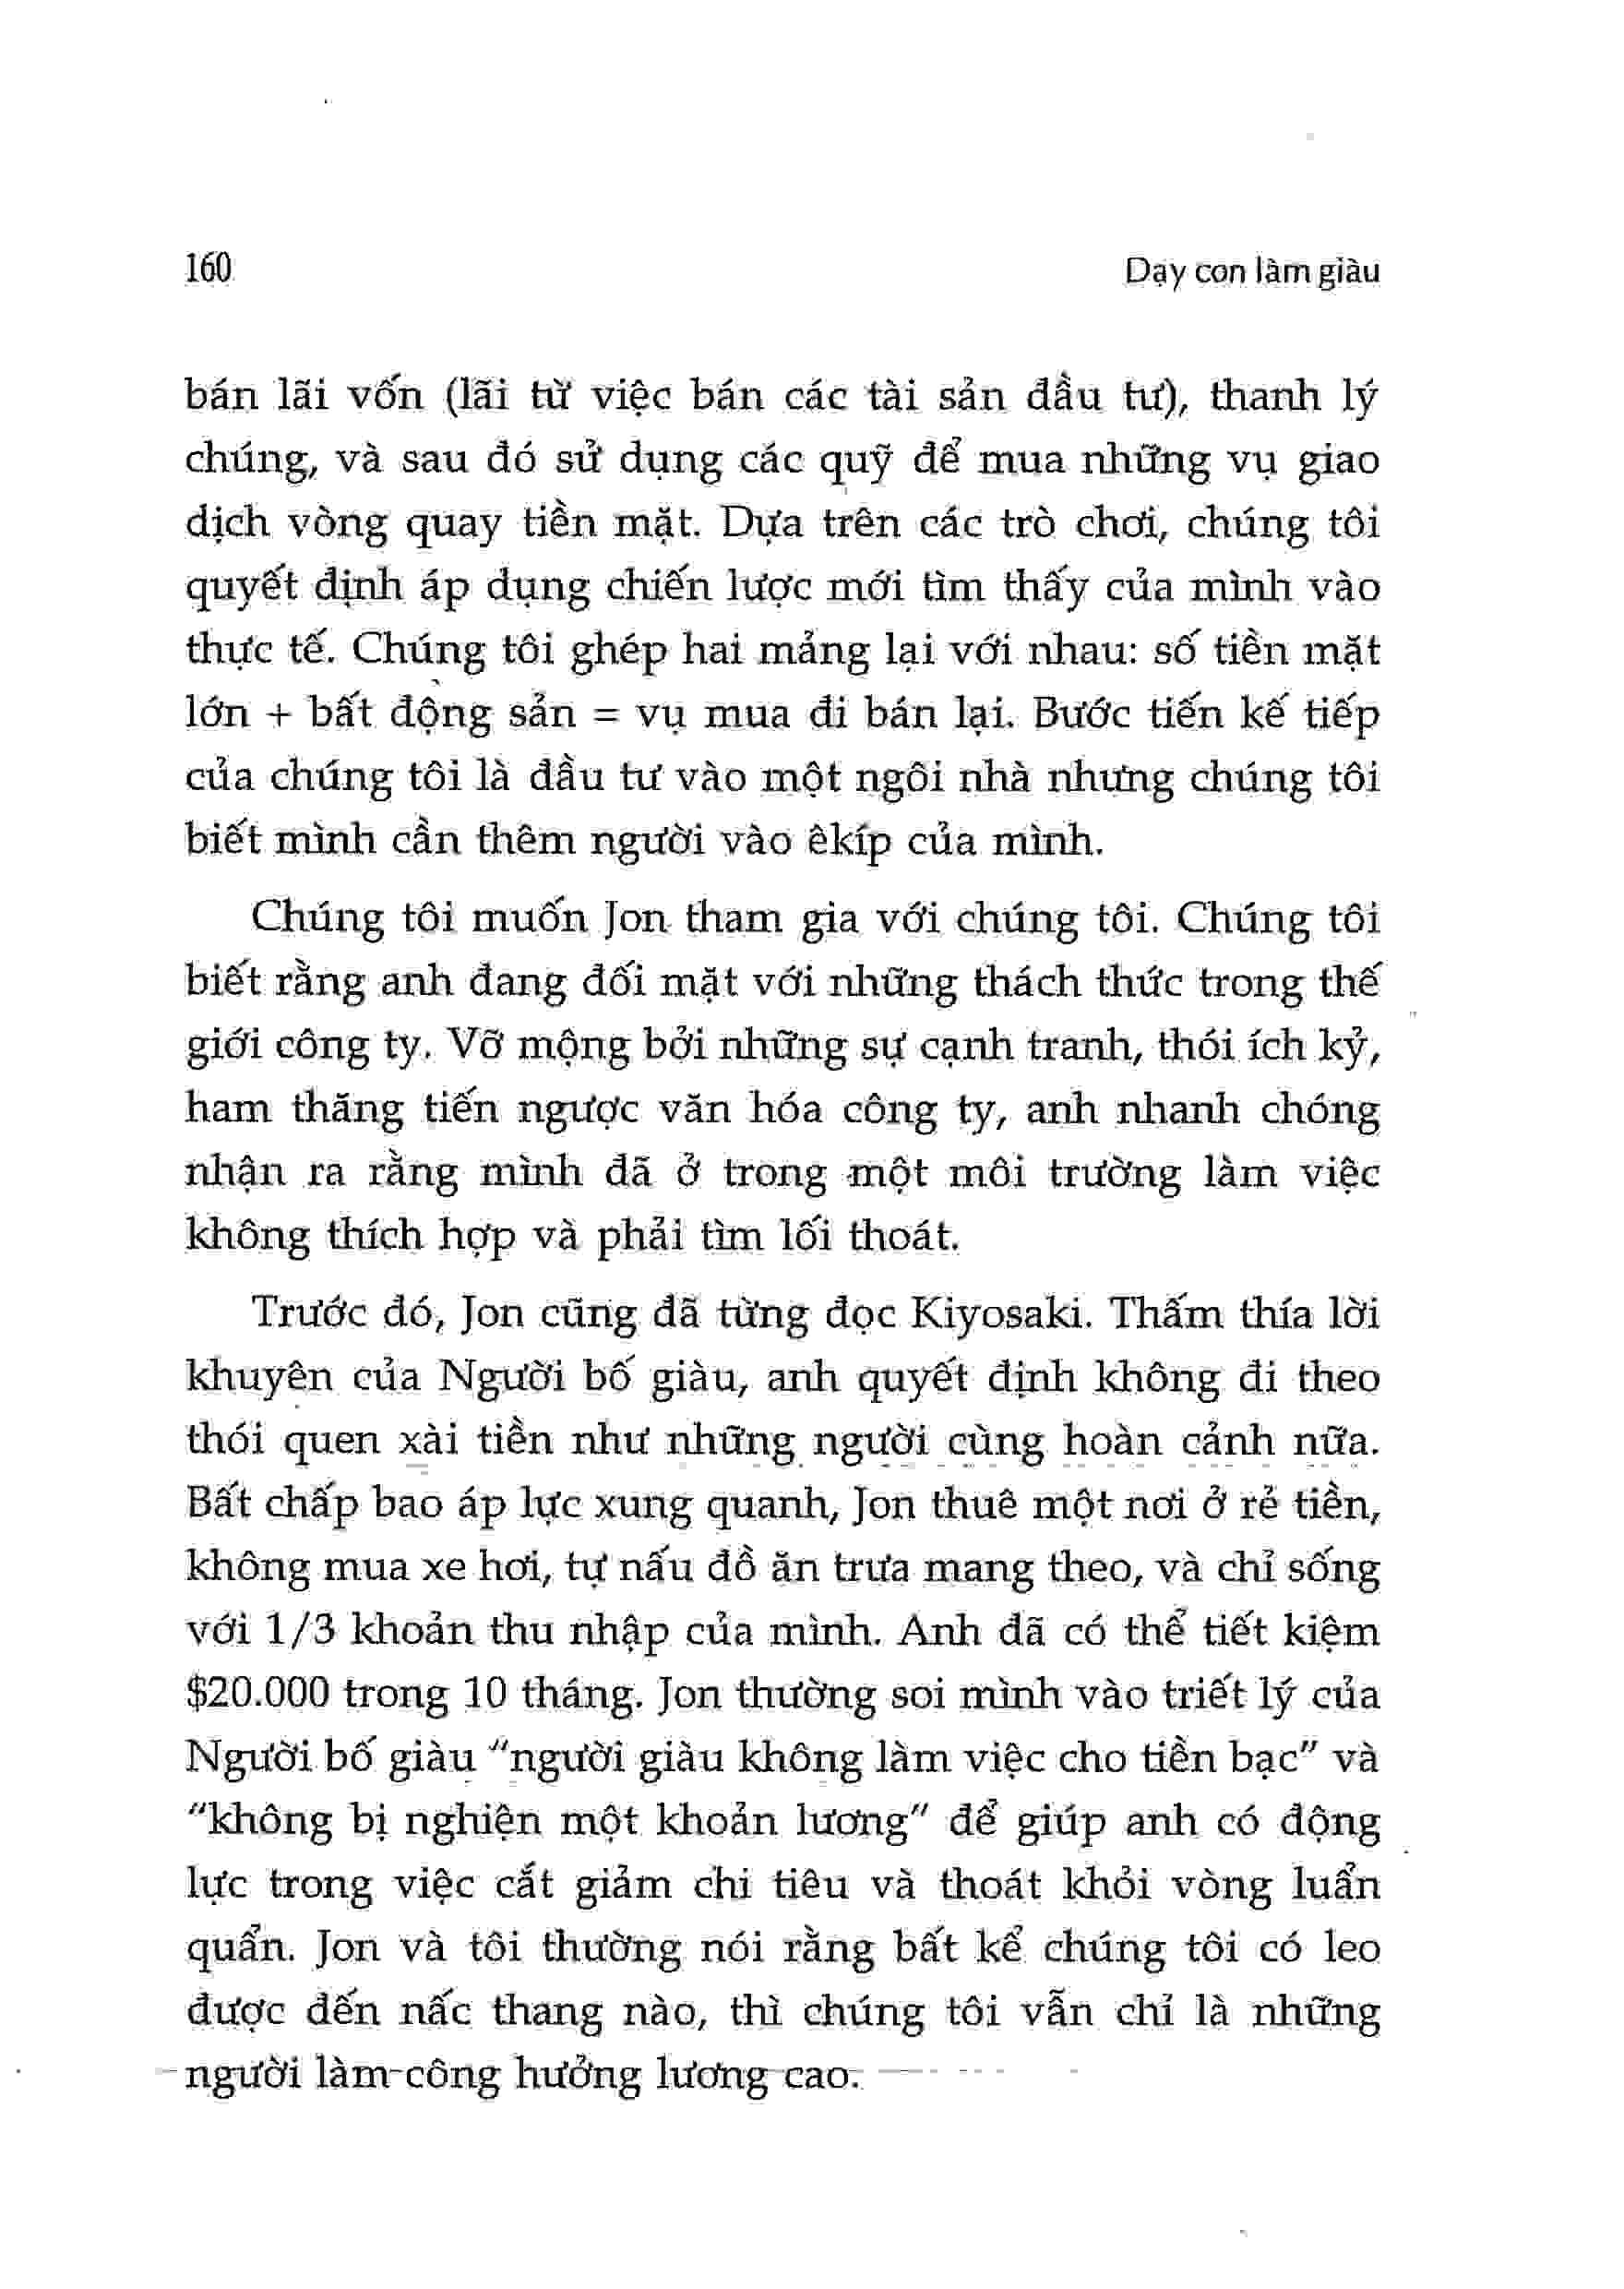 160
Dạy con làm giàu
bán lãi vốn (lãi từ việc bán các tài sản đầu tư), thanh lý
chúng, và sau đó sử dụng các quỹ để mua những vụ giao
dịch vòng quay tiền mặt. Dựa trên các trò chơi, chúng tôi
quyết định áp dụng chiến lược mới tìm thấy của mình vào
thực tế. Chúng tôi ghép hai mảng lại với nhau: số tiền mặt
lớn + bất động sản = vụ mua đi bán lại. Bước tiến kế tiếp
của chúng tôi là đầu tư vào một ngôi nhà nhưng chúng tôi
biết mình cần thêm người vào êkíp của mình.
Chúng tôi muốn Jon tham gia với chúng tôi. Chúng tôi
biết rằng anh đang đối mặt với những thách thức trong thế
giới công ty. Vỡ mộng bởi những sự cạnh tranh, thói ích kỷ,
ham thăng tiến ngược văn hóa công ty, anh nhanh chóng
nhận ra rằng mình đã ở trong một môi trường làm việc
không thích hợp và phải tìm lối thoát.
Trước đó, Jon cũng đã từng đọc Kiyosaki. Thấm thía lời
khuyên của Người bố giàu, anh quyết định không đi theo
thói quen xài tiền như những người cùng hoàn cảnh nữa.
Bất chấp bao áp lực xung quanh, Jon thuê một nơi ở rẻ tiền,
không mua xe hơi, tự nấu đồ ăn trưa mang theo, và chỉ sống
với 1/3 khoản thu nhập của mình. Anh đã có thể tiết kiệm
$20.000 trong 10 tháng. Jon thường soi mình vào triết lý của
Người bố giàu "người giàu không làm việc cho tiền bạc" và
"không bị nghiện một khoản lương" để giúp anh có động
lực trong việc cắt giảm chi tiêu và thoát khỏi vòng luẩn
quẩn. Jon và tôi thường nói rằng bất kể chúng tôi có leo
được đến nấc thang nào, thì chúng tôi vẫn chỉ là những
người làm công hưởng lương cao.